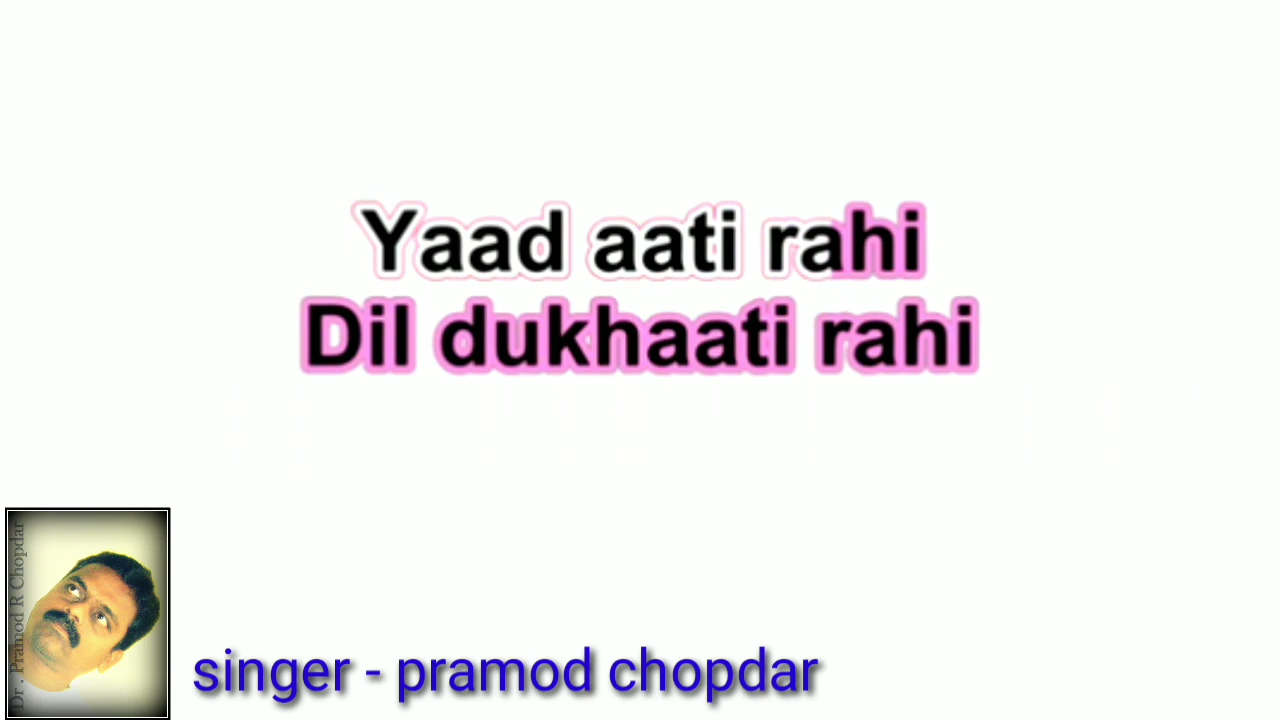 Yaad aati rahi
Dil dukhaati rahi
Dr . Pramod R Chopdar
singer - pramod chopdar